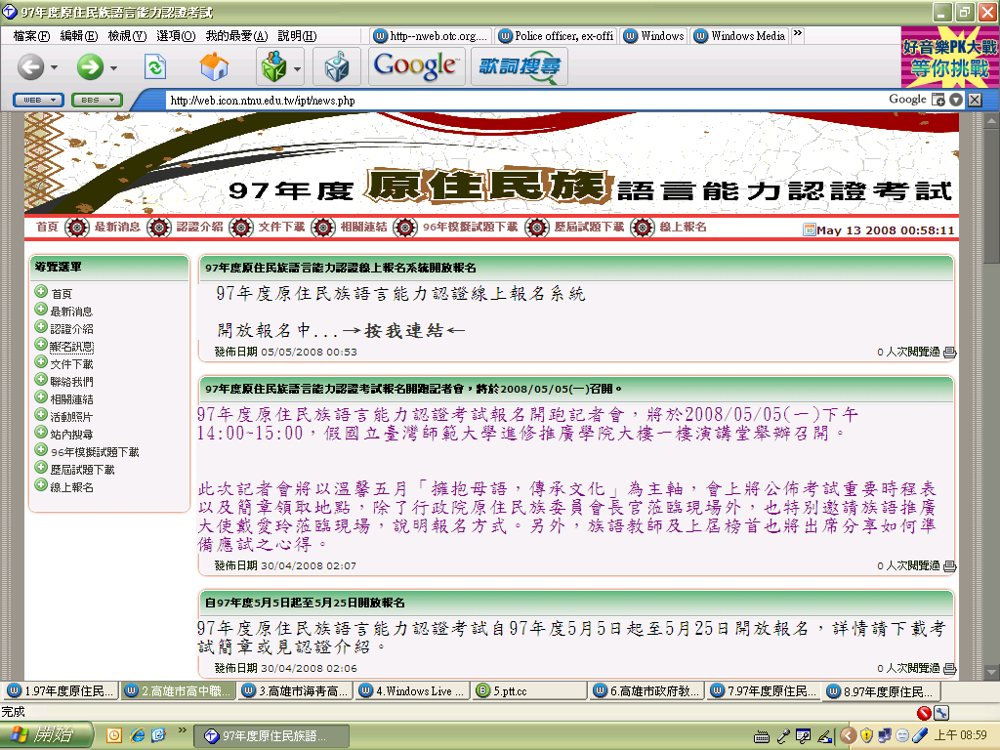 97年度原住民族語言能力認證考試
檔案(F) 編輯(E) 檢視(V) 選項(O) 我的最愛(A) 說明(H)
http--nweb.otc.org....
Police officer, ex-offi
Windows
Windows Media
好音樂PK大戰
等你挑戰
Google
歌詞搜尋
WEB
BBS
http://web.icon.ntnu.edu.tw/ipt/news.php
Google
97年度原住民族語言能力認證考試
首頁 最新消息 認證介紹 文件下載 相關連結 96年模擬試題下載 歷屆試題下載 線上報名
May 13 2008 00:58:11
導覽選單
首頁
最新消息
認證介紹
報名訊息
文件下載
聯絡我們
相關連結
活動照片
站內搜尋
96年模擬試題下載
歷屆試題下載
線上報名
97年度原住民族語言能力認證線上報名系統開放報名
97年度原住民族語言能力認證線上報名系統
開放報名中...→按我連結←
發佈日期 05/05/2008 00:53
0 人次閱覽過
97年度原住民族語言能力認證考試報名開跑記者會，將於2008/05/05(一)召開。
97年度原住民族語言能力認證考試報名開跑記者會，將於2008/05/05(一)下午
14:00~15:00，假國立臺灣師範大學進修推廣學院大樓一樓演講堂舉辦召開。
此次記者會將以溫馨五月「擁抱母語，傳承文化」為主軸，會上將公佈考試重要時程表
以及簡章領取地點，除了行政院原住民族委員會長官蒞臨現場外，也特別邀請族語推廣
大使戴愛玲蒞臨現場，說明報名方式。另外，族語教師及上屆榜首也將出席分享如何準
備應試之心得。
發佈日期 30/04/2008 02:07
0 人次閱覽過
自97年度5月5日起至5月25日開放報名
97年度原住民族語言能力認證考試自97年度5月5日起至5月25日開放報名，詳情請下載考
試簡章或見認證介紹。
發佈日期 30/04/2008 02:06
0 人次閱覽過
1.97年度原住民...
2.高雄市高中職...
3.高雄市海青高...
4.Windows Live ...
5.ptt.cc
6.高雄市政府教...
7.97年度原住民...
8.97年度原住民...
完成
開始
97年度原住民族語...
上午 08:59